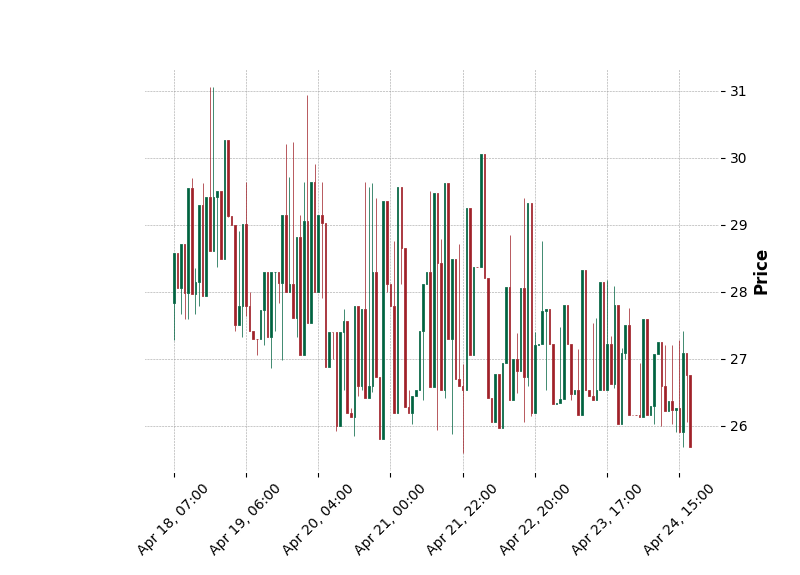 31
30
29
28
27
26
Price
Apr 18, 07:00
Apr 19, 06:00
Apr 20, 04:00
Apr 21, 00:00
Apr 21, 22:00
Apr 22, 20:00
Apr 23, 17:00
Apr 24, 15:00